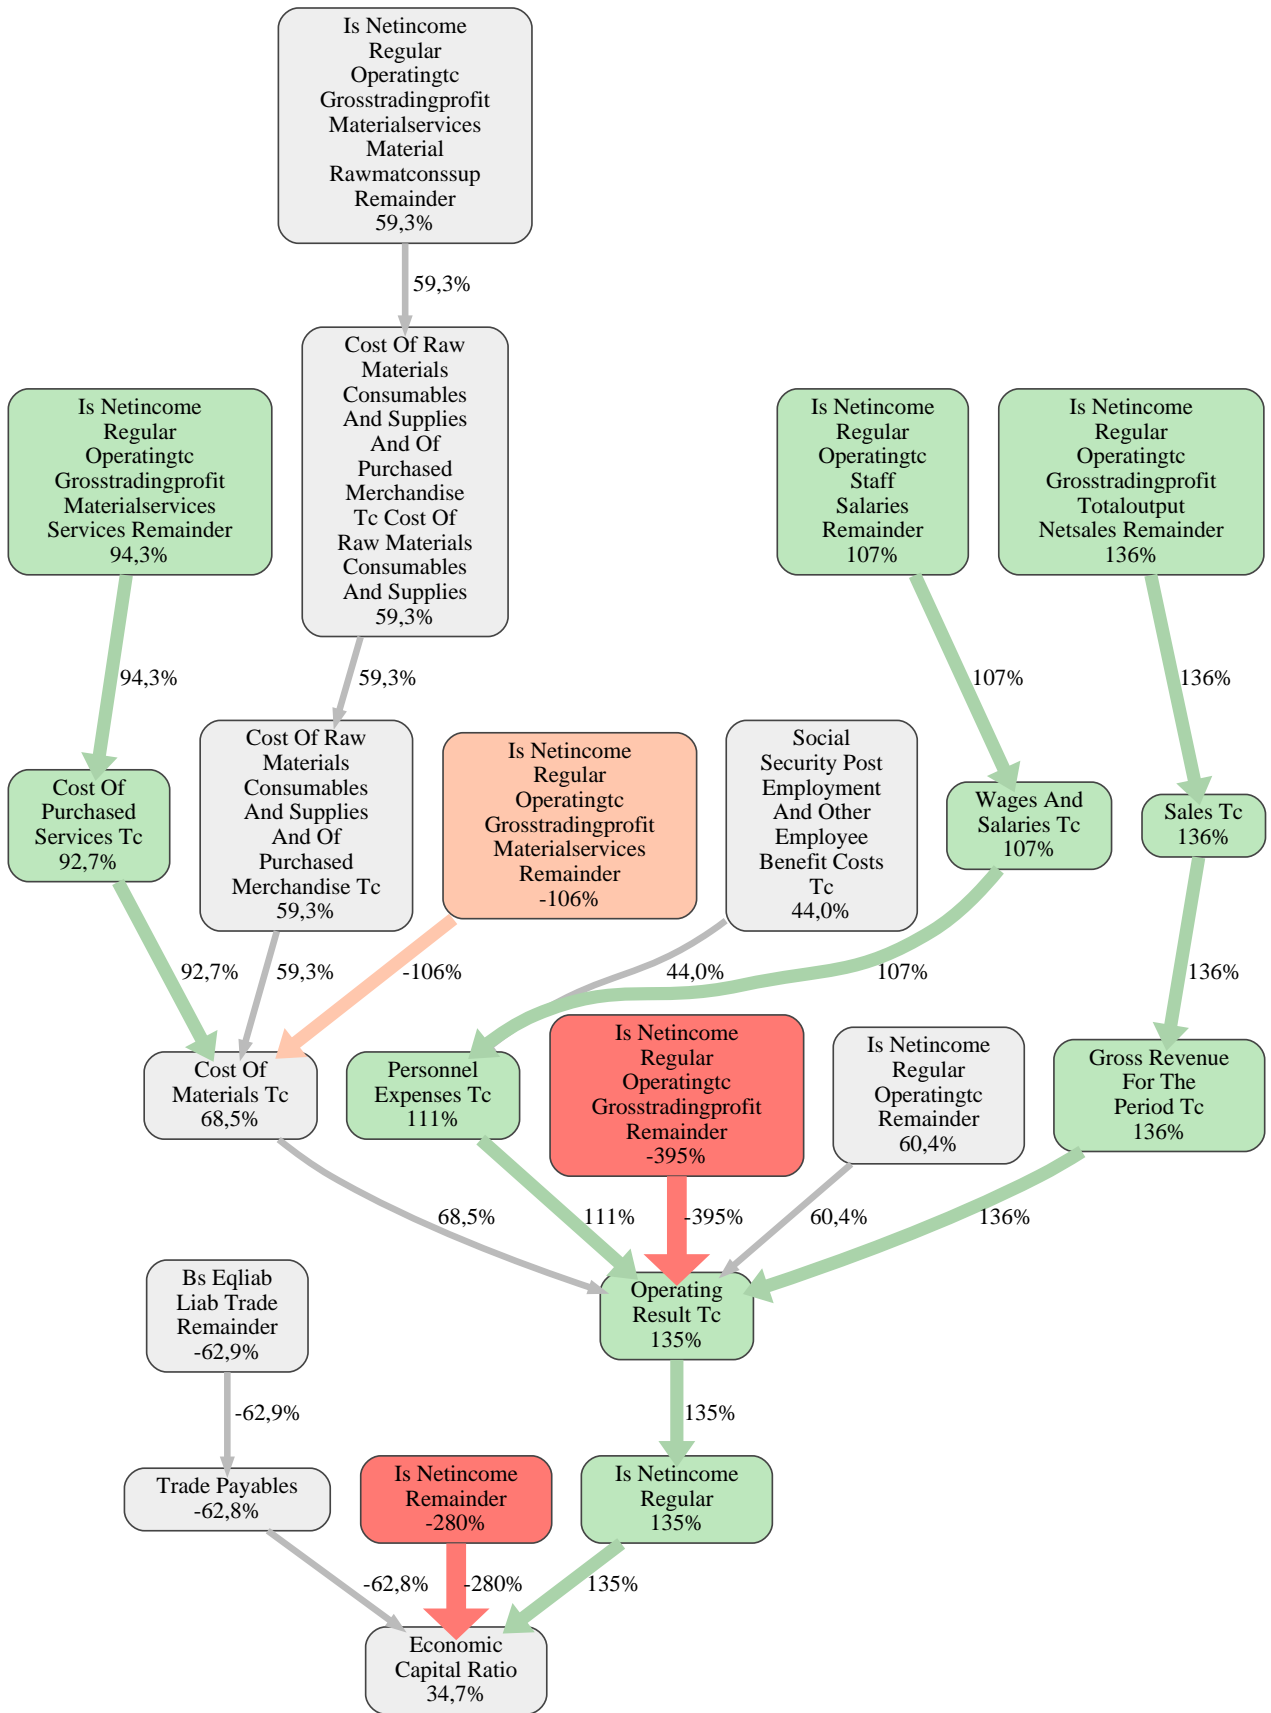 Is Netincome
Regular
Operatingtc
Grosstradingprofit
Materialservices
Material
Rawmatconssup
Remainder
59,3%
59,3%
Cost Of Raw
Materials
Consumables
And Supplies
And Of
Purchased
Merchandise
Tc Cost Of
Raw Materials
Consumables
And Supplies
59,3%
Is Netincome
Regular
Operatingtc
Grosstradingprofit
Materialservices
Services Remainder
94,3%
Is Netincome
Regular
Operatingtc
Staff
Salaries
Remainder
107%
Is Netincome
Regular
Operatingtc
Grosstradingprofit
Totaloutput
Netsales Remainder
136%
94,3%
59,3%
107%
136%
Cost Of
Purchased
Services Tc
92,7%
Cost Of Raw
Materials
Consumables
And Supplies
And Of
Purchased
Merchandise Tc
59,3%
Is Netincome
Regular
Operatingtc
Grosstradingprofit
Materialservices
Remainder
-106%
Social
Security Post
Employment
And Other
Employee
Benefit Costs
Tc
44,0%
Wages And
Salaries Tc
107%
Sales Tc
136%
92,7%
59,3%
-106%
44,0%
107%
136%
Cost Of
Materials Tc
68,5%
Personnel
Expenses Tc
111%
Is Netincome
Regular
Operatingtc
Grosstradingprofit
Remainder
-395%
Is Netincome
Regular
Operatingtc
Remainder
60,4%
Gross Revenue
For The
Period Tc
136%
68,5%
111%
-395%
60,4%
136%
Bs Eqliab
Liab Trade
Remainder
-62,9%
Operating
Result Tc
135%
-62,9%
135%
Trade Payables
-62,8%
Is Netincome
Remainder
-280%
Is Netincome
Regular
135%
-62,8%
-280%
135%
Economic
Capital Ratio
34,7%